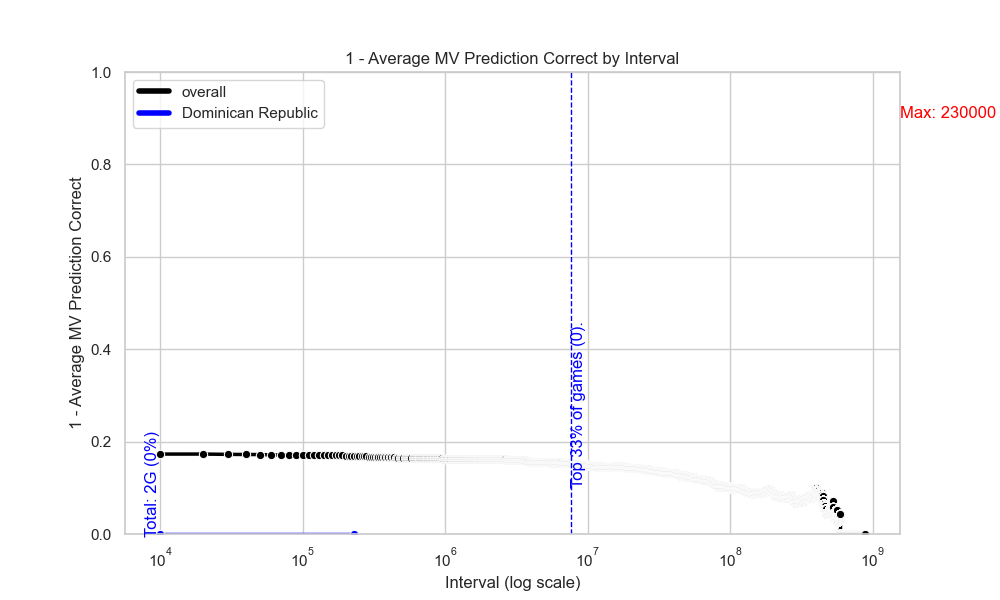 1 - Average MV Prediction Correct by Interval
overall
Dominican Republic
Max: 230000
1 - Average MV Prediction Correct
1.0
0.8
0.6
0.4
0.2
0.0
Total: 2G (0%)
Top 33% of games (0).
10^4 10^5 10^6 10^7 10^8 10^9
Interval (log scale)